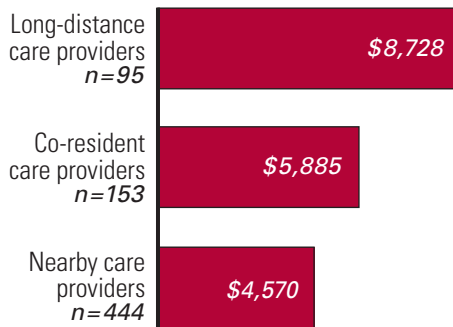 Long-distance
care providers
n=95
$8,728
Co-resident
care providers
n=153
$5,885
Nearby care
providers
n=444
$4,570